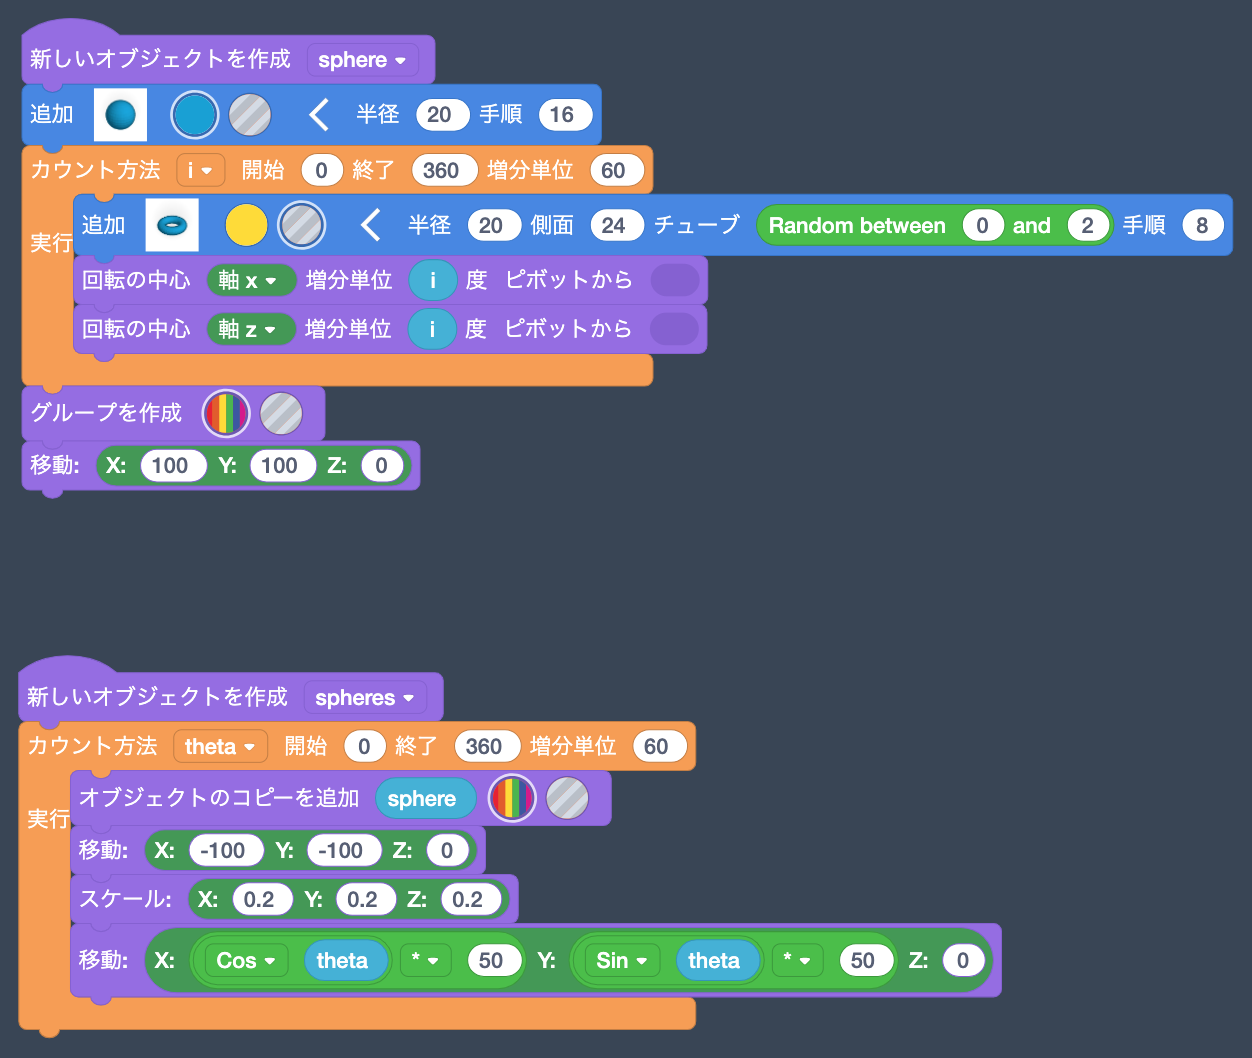 新しいオブジェクトを作成 sphere
追加 半径 20 手順 16
カウント方法 i 開始 0 終了 360 増分単位 60
実行 追加 半径 20 側面 24 チューブ Random between 0 and 2 手順 8
回転の中心 軸 x 増分単位 i 度 ピボットから
回転の中心 軸 z 増分単位 i 度 ピボットから
グループを作成
移動: X: 100 Y: 100 Z: 0
新しいオブジェクトを作成 spheres
カウント方法 theta 開始 0 終了 360 増分単位 60
実行 オブジェクトのコピーを追加 sphere
移動: X: -100 Y: -100 Z: 0
スケール: X: 0.2 Y: 0.2 Z: 0.2
移動: X: Cos theta * 50 Y: Sin theta * 50 Z: 0